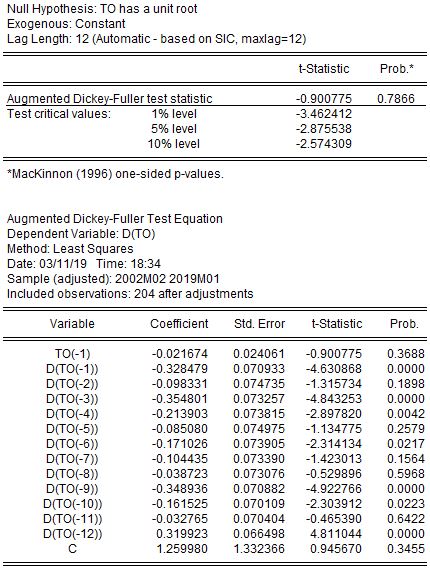 Null Hypothesis: TO has a unit root
Exogenous: Constant
Lag Length: 12 (Automatic - based on SIC, maxlag=12)
t-Statistic Prob.*
Augmented Dickey-Fuller test statistic -0.900775 0.7866
Test critical values: 1% level -3.462412
5% level -2.875538
10% level -2.574309
*MacKinnon (1996) one-sided p-values.
Augmented Dickey-Fuller Test Equation
Dependent Variable: D(TO)
Method: Least Squares
Date: 03/11/19 Time: 18:34
Sample (adjusted): 2002M02 2019M01
Included observations: 204 after adjustments
Variable Coefficient Std. Error t-Statistic Prob.
TO(-1) -0.021674 0.024061 -0.900775 0.3688
D(TO(-1)) -0.328479 0.070933 -4.630868 0.0000
D(TO(-2)) -0.098331 0.074735 -1.315734 0.1898
D(TO(-3)) -0.354801 0.073257 -4.843253 0.0000
D(TO(-4)) -0.213903 0.073815 -2.897820 0.0042
D(TO(-5)) -0.085080 0.074975 -1.134775 0.2579
D(TO(-6)) -0.171026 0.073905 -2.314134 0.0217
D(TO(-7)) -0.104435 0.073390 -1.423013 0.1564
D(TO(-8)) -0.038723 0.073076 -0.529896 0.5968
D(TO(-9)) -0.348936 0.070882 -4.922766 0.0000
D(TO(-10)) -0.161525 0.070109 -2.303912 0.0223
D(TO(-11)) -0.032765 0.070404 -0.465390 0.6422
D(TO(-12)) 0.319923 0.066498 4.811044 0.0000
C 1.259980 1.332366 0.945670 0.3455